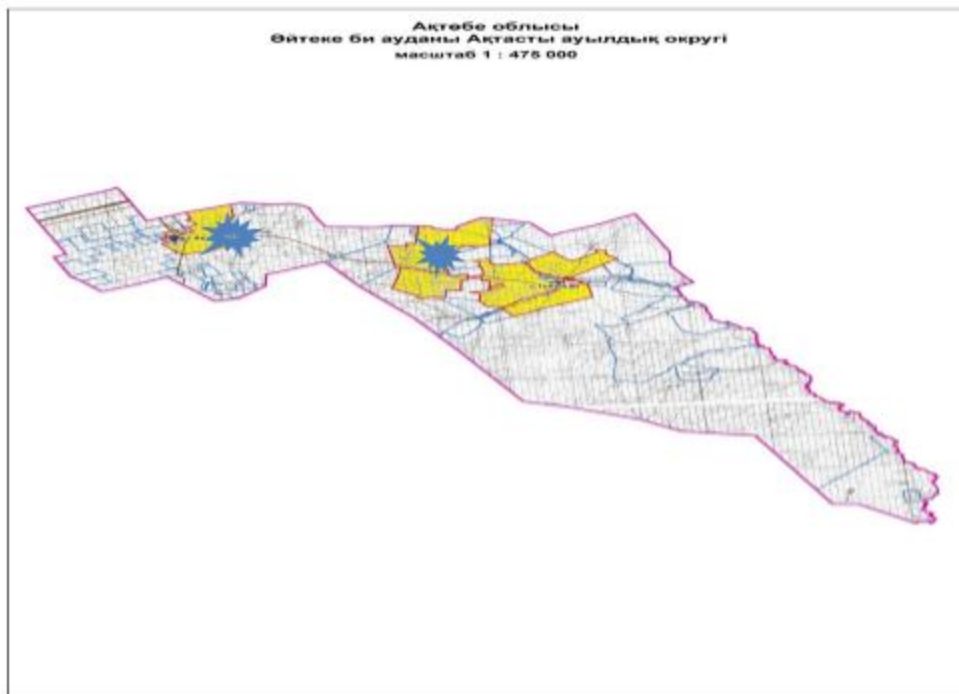 Ақтөбе облысы
Әйтеке би ауданы Ақтасты ауылдық округі
масштаб 1 : 475 000